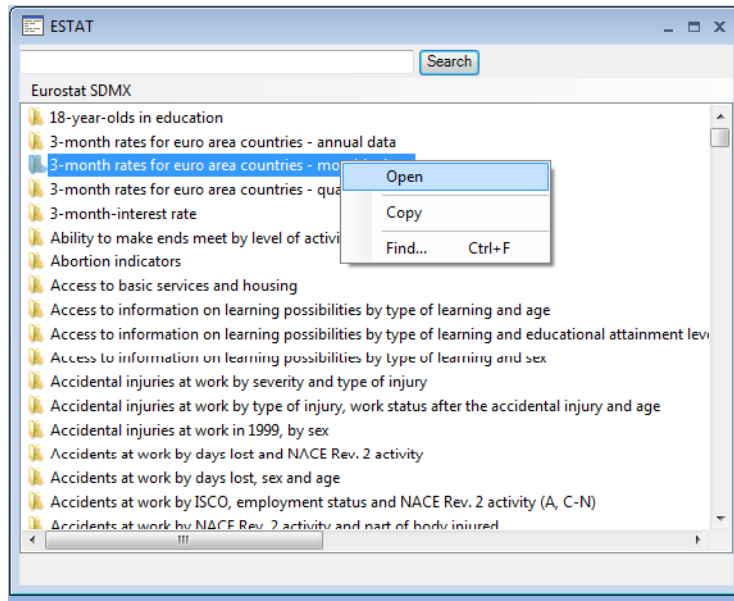 ESTAT
Search
Eurostat SDMX
18-year-olds in education
3-month rates for euro area countries - annual data
3-month rates for euro area countries -
3-month rates for euro area countries -
3-month-interest rate
Ability to make ends meet by level of
Abortion indicators
Access to basic services and housing
Access to information on learning possibilities by type of learning and age
Access to information on learning possibilities by type of learning and educational attainment
Access to information on learning possibilities by type of learning and sex
Accidental injuries at work by severity and type of injury
Accidental injuries at work by type of injury, work status after the accidental injury and age
Accidental injuries at work in 1999, by sex
Accidents at work by days lost and NACE Rev. 2 activity
Accidents at work by days lost, sex and age
Accidents at work by ISCO, employment status and NACE Rev. 2 activity (A, C-N)
Accidents at work by NACE Rev. 2 activity and part of body injured
Open
Copy
Find... Ctrl+F